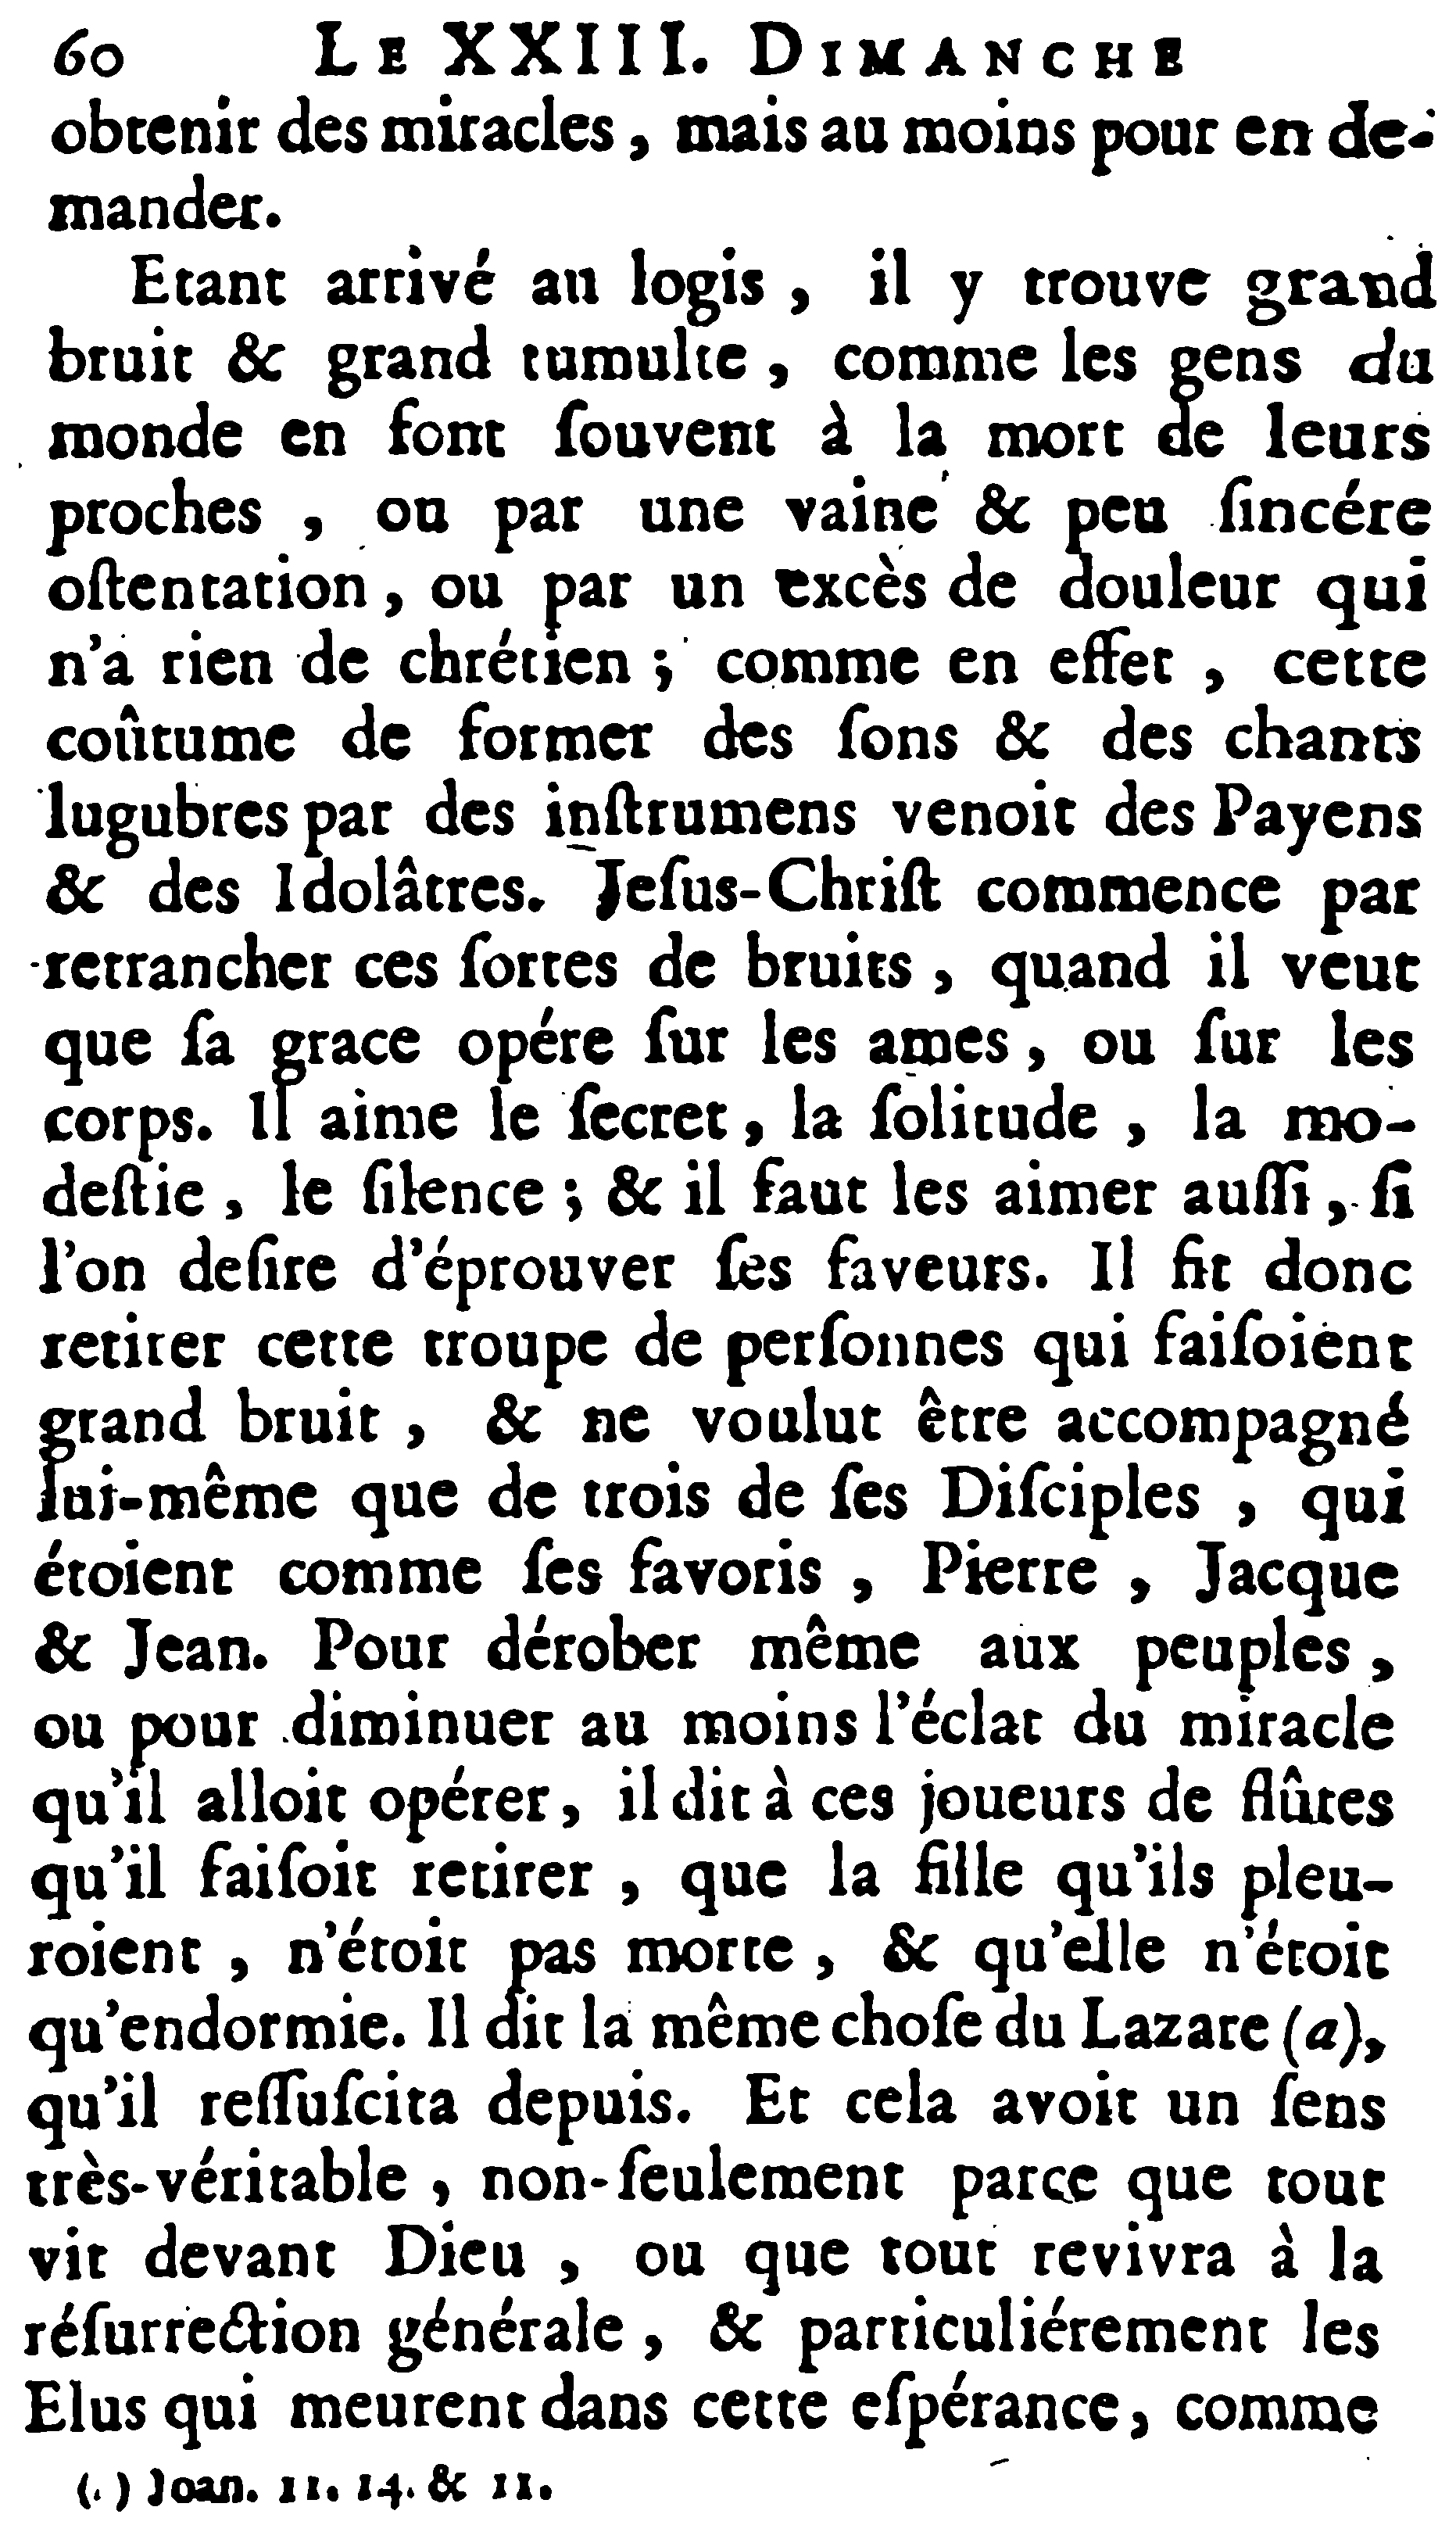 60 LE XXIII. DIMANCHE
obtenir des miracles, mais au moins pour en de-
mander.
Etant arrivé au logis, il y trouve grand
bruit & grand tumulte, comme les gens du
monde en font ſouvent à la mort de leurs
proches, ou par une vaine & peu ſincére
oſtentation, ou par un excès de douleur qui
n'a rien de chrétien; comme en effet, cette
coûtume de former des ſons & des chants
lugubres par des inſtrumens venoit des Payens
& des Idolâtres. Jeſus-Chriſt commence par
retrancher ces ſortes de bruits, quand il veut
que ſa grace opére ſur les ames, ou ſur les
corps. Il aime le ſecret, la ſolitude, la mo-
deſtie, le ſilence; & il faut les aimer auſſi, ſi
l'on deſire d'éprouver ſes faveurs. Il fit donc
retirer cette troupe de perſonnes qui faiſoient
grand bruit, & ne voulut être accompagné
lui-même que de trois de ſes Diſciples, qui
étoient comme ſes favoris, Pierre, Jacque
& Jean. Pour dérober même aux peuples,
ou pour diminuer au moins l'éclat du miracle
qu'il alloit opérer, il dit à ces joueurs de flûtes
qu'il faiſoit retirer, que la fille qu'ils pleu-
roient, n'étoit pas morte, & qu'elle n'étoit
qu'endormie. Il dit la même choſe du Lazare (a),
qu'il reſſuſcita depuis. Et cela avoit un ſens
très-véritable, non-ſeulement parce que tout
vit devant Dieu, ou que tout revivra à la
réſurrection générale, & particuliérement les
Elus qui meurent dans cette eſpérance, comme
( ) Joan. 11. 14. & 11.